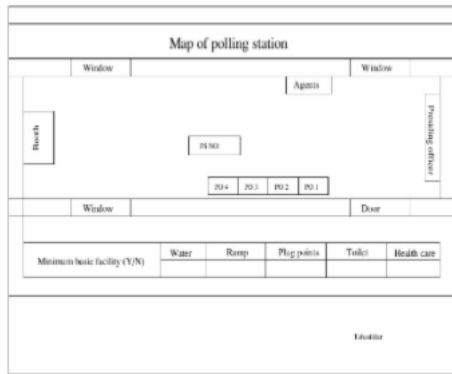 Map of polling station
Window Window
Agents
Booth
Presiding officer
PS NO.
PO 4 PO 3 PO 2 PO 1
Window Door
Minimum basic facility (Y/N) Water Ramp Plug points Toilet Health care